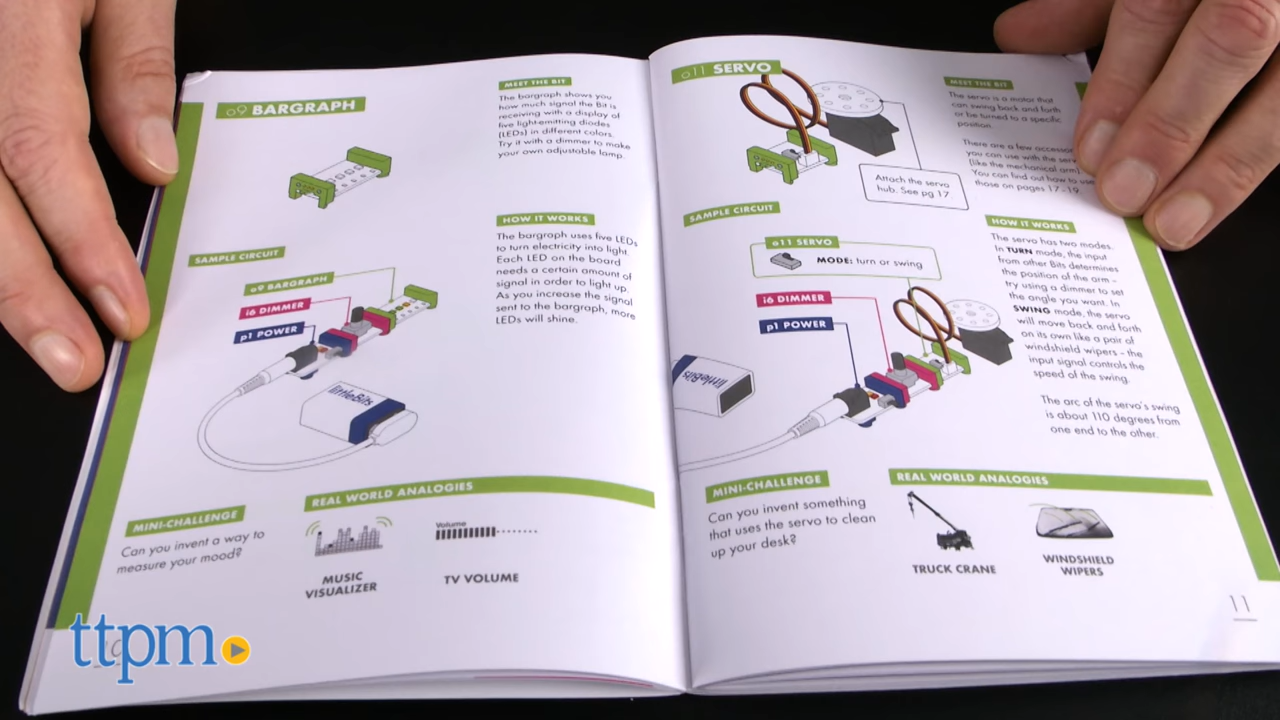 o9 BARGRAPH
MEET THE BIT
The bargraph shows you
how much signal the Bit is
receiving with a display of
five light-emitting diodes
(LEDs) in different colors.
Try it with a dimmer to make
your own adjustable lamp.
HOW IT WORKS
The bargraph uses five LEDs
to turn electricity into light.
Each LED on the board
needs a certain amount of
signal in order to light up.
As you increase the signal
sent to the bargraph, more
LEDs will shine.
SAMPLE CIRCUIT
o9 BARGRAPH
i6 DIMMER
p1 POWER
littleBits
MINI-CHALLENGE
Can you invent a way to
measure your mood?
REAL WORLD ANALOGIES
Volume
MUSIC
VISUALIZER
TV VOLUME
10
o11 SERVO
MEET THE BIT
The servo is a motor that
can swing back and forth
or be turned to a specific
position.
There are a few
you can use with the
(like the mechanical arm)
You can find out how to
those on pages 17-19.
Attach the servo
hub. See pg 17
SAMPLE CIRCUIT
o11 SERVO
MODE: turn or swing
i6 DIMMER
p1 POWER
littleBits
HOW IT WORKS
The servo has two modes.
In TURN mode, the input
from other Bits determines
the position of the arm –
try using a dimmer to set
the angle you want. In
SWING mode, the servo
will move back and forth
on its own like a pair of
windshield wipers – the
input signal controls the
speed of the swing.
The arc of the servo's swing
is about 110 degrees from
one end to the other.
MINI-CHALLENGE
Can you invent something
that uses the servo to clean
up your desk?
REAL WORLD ANALOGIES
TRUCK CRANE
WINDSHIELD
WIPERS
11
ttpm